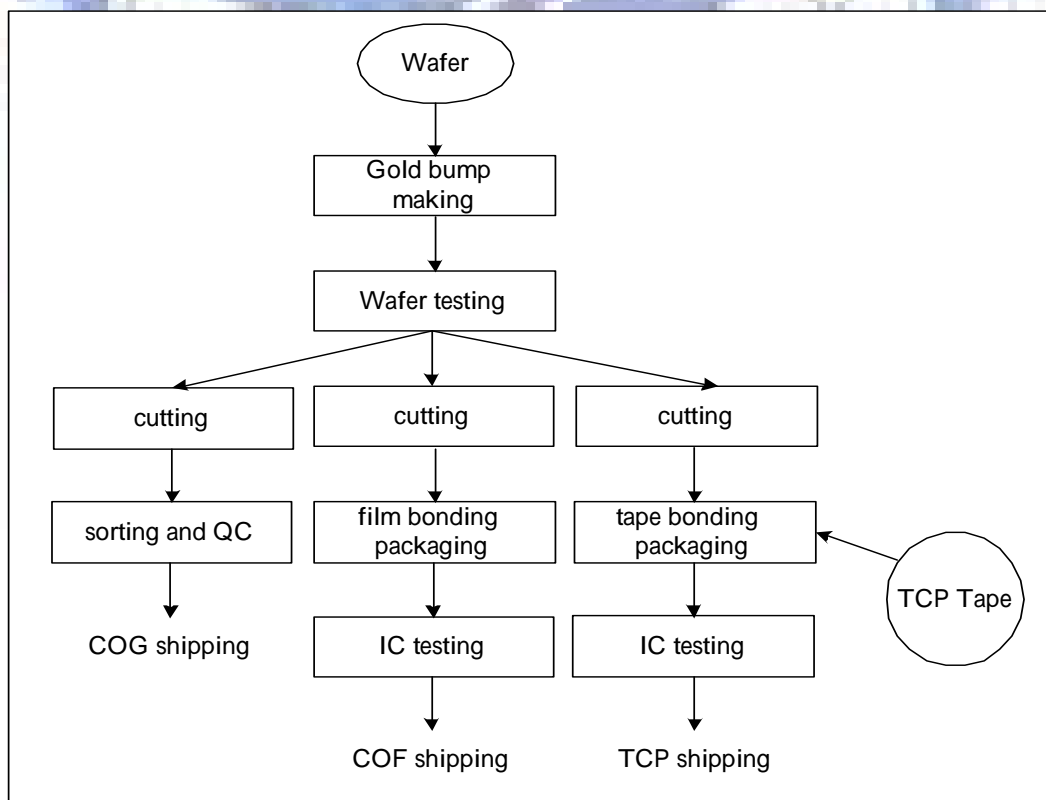 Wafer
Gold bump
making
Wafer testing
cutting
cutting
cutting
sorting and QC
film bonding
packaging
tape bonding
packaging
TCP Tape
COG shipping
IC testing
IC testing
COF shipping
TCP shipping